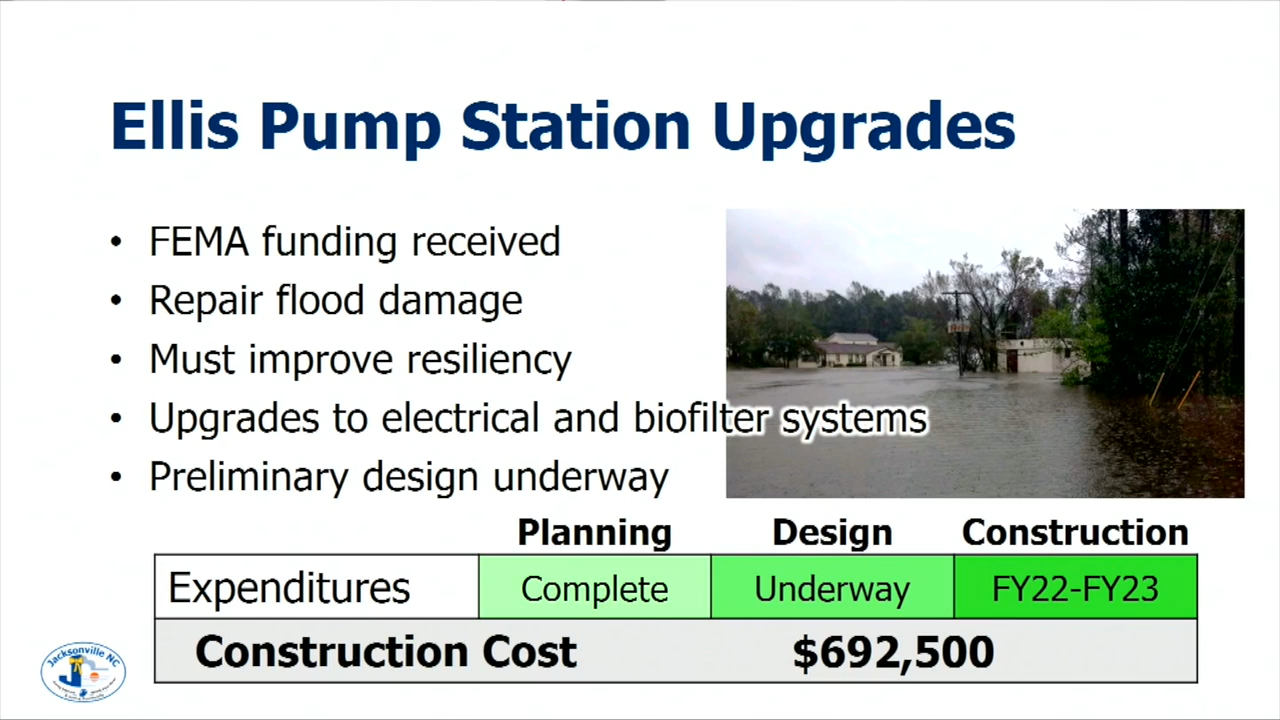 Ellis Pump Station Upgrades
• FEMA funding received
• Repair flood damage
• Must improve resiliency
• Upgrades to electrical and biofilter systems
• Preliminary design underway
Planning Design Construction
Expenditures Complete Underway FY22-FY23
Construction Cost $692,500
Jacksonville NC